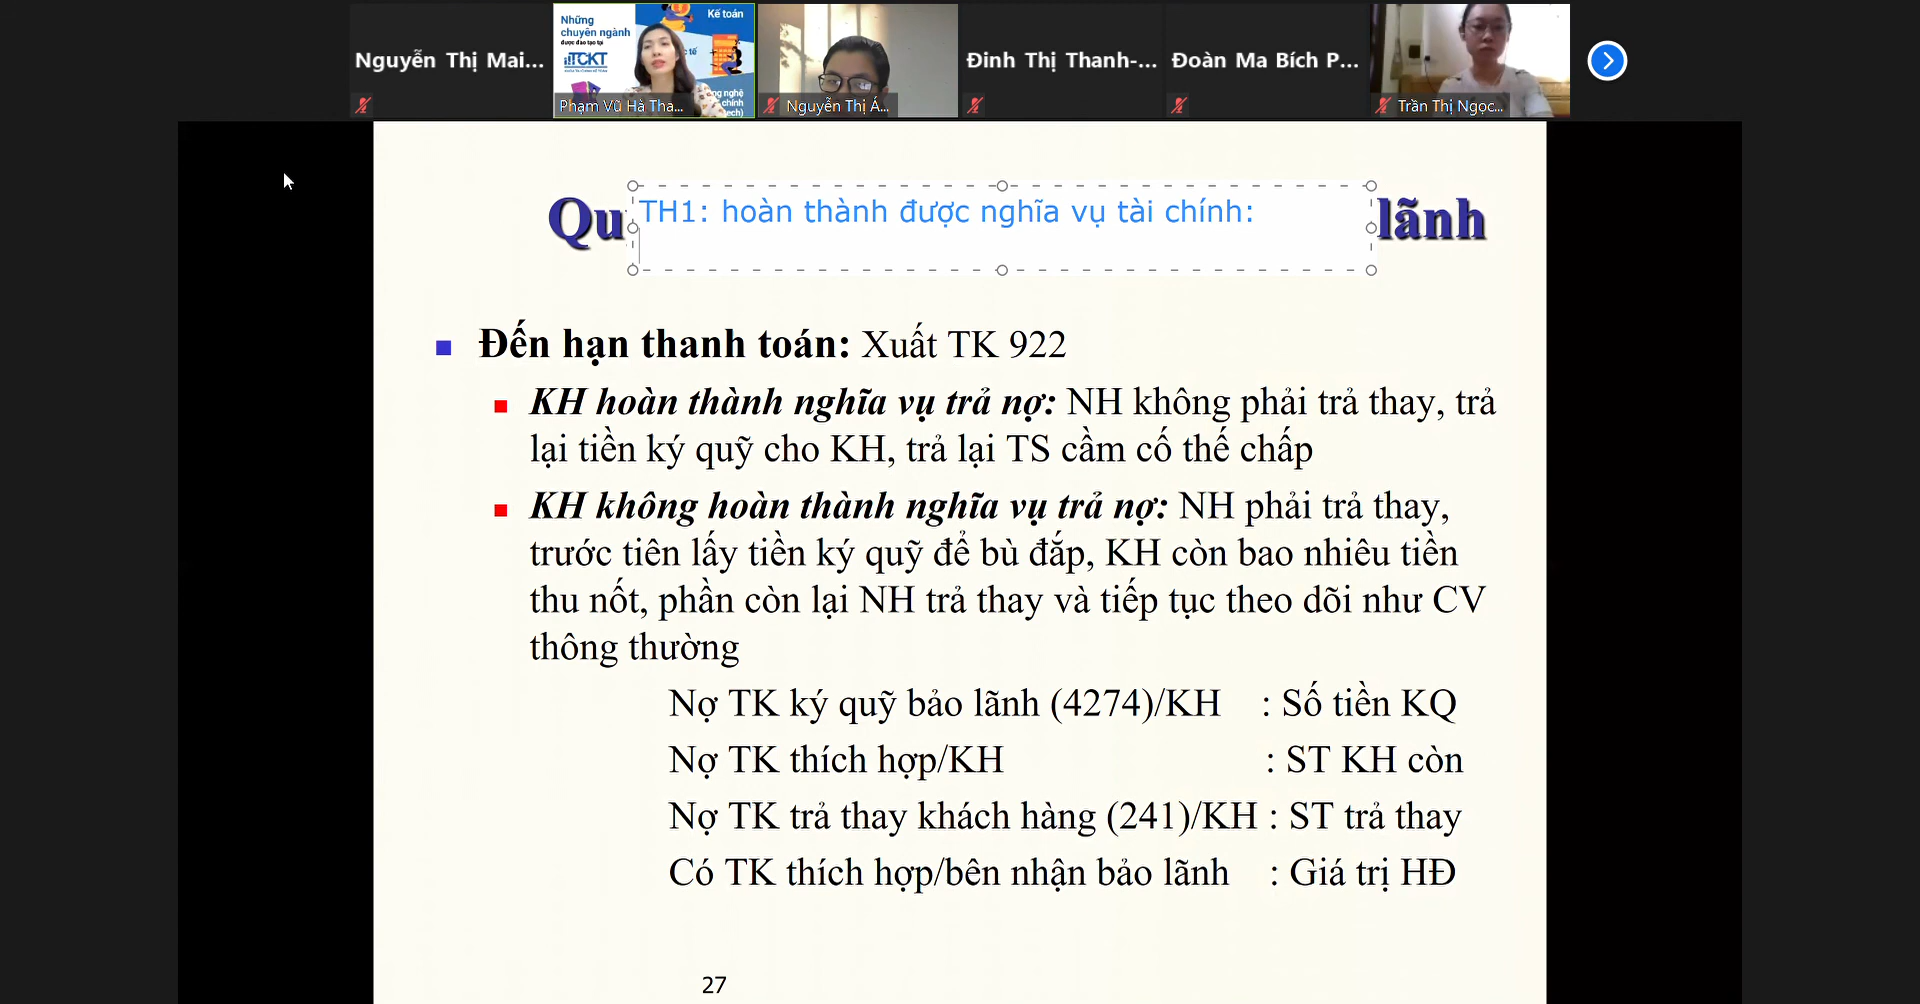 Nguyễn Thị Mai...
Những
chuyên ngành
được đào tạo tại
TCKT
Kế toán
Phạm Vũ Hà Tha...
Nguyễn Thị Á...
Đinh Thị Thanh-...
Đoàn Ma Bích P...
Trần Thị Ngọc...
Qu
TH1: hoàn thành được nghĩa vụ tài chính:
lãnh
Đến hạn thanh toán: Xuất TK 922
KH hoàn thành nghĩa vụ trả nợ: NH không phải trả thay, trả
lại tiền ký quỹ cho KH, trả lại TS cầm cố thế chấp
KH không hoàn thành nghĩa vụ trả nợ: NH phải trả thay,
trước tiên lấy tiền ký quỹ để bù đắp, KH còn bao nhiêu tiền
thu nốt, phần còn lại NH trả thay và tiếp tục theo dõi như CV
thông thường
Nợ TK ký quỹ bảo lãnh (4274)/KH : Số tiền KQ
Nợ TK thích hợp/KH : ST KH còn
Nợ TK trả thay khách hàng (241)/KH : ST trả thay
Có TK thích hợp/bên nhận bảo lãnh : Giá trị HĐ
27